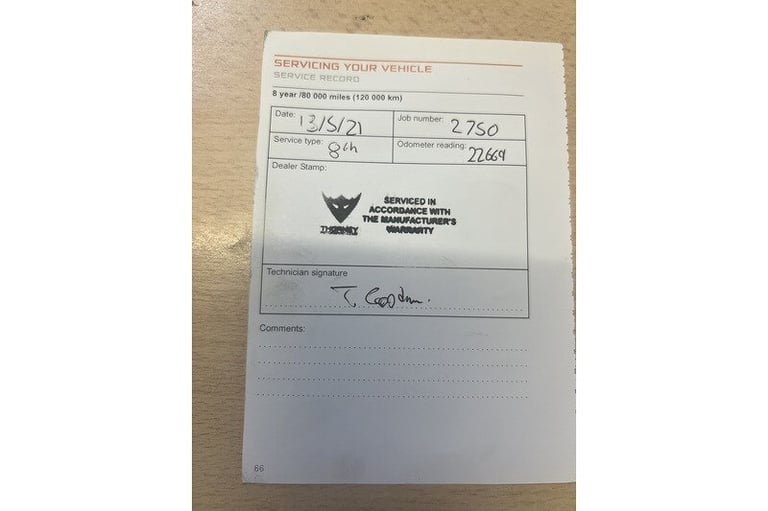 SERVICING YOUR VEHICLE
SERVICE RECORD
8 year /80 000 miles (120 000 km)
Date: 13/5/21
Job number: 2750
Service type: 8th
Odometer reading: 22669
Dealer Stamp:
SERVICED IN
ACCORDANCE WITH
THE MANUFACTURER'S
WARRANTY
Technician signature
Comments:
66